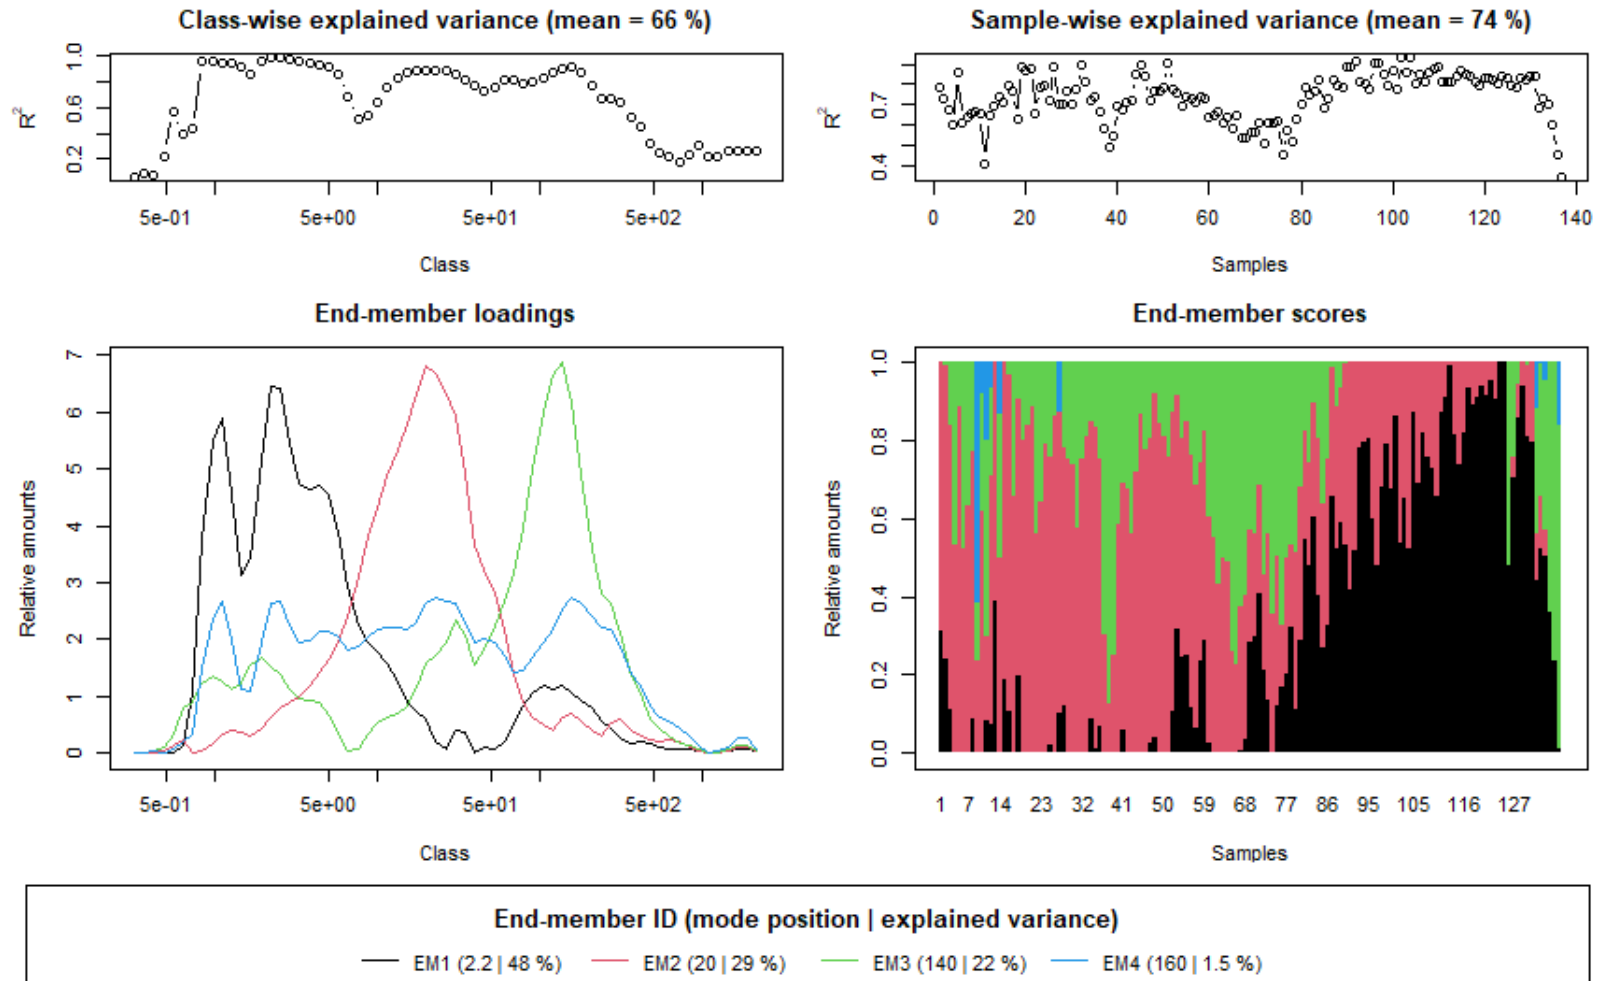 Class-wise explained variance (mean = 66 %)
R²
0.2 0.6 1.0
5e-01 5e+00 5e+01 5e+02
Class
Sample-wise explained variance (mean = 74 %)
R²
0.4 0.7
0 20 40 60 80 100 120 140
Samples
End-member loadings
Relative amounts
0 1 2 3 4 5 6 7
5e-01 5e+00 5e+01 5e+02
Class
End-member scores
Relative amounts
0.0 0.2 0.4 0.6 0.8 1.0
1 7 14 23 32 41 50 59 68 77 86 95 105 116 127
Samples
End-member ID (mode position | explained variance)
EM1 (2.2 | 48 %) EM2 (20 | 29 %) EM3 (140 | 22 %) EM4 (160 | 1.5 %)